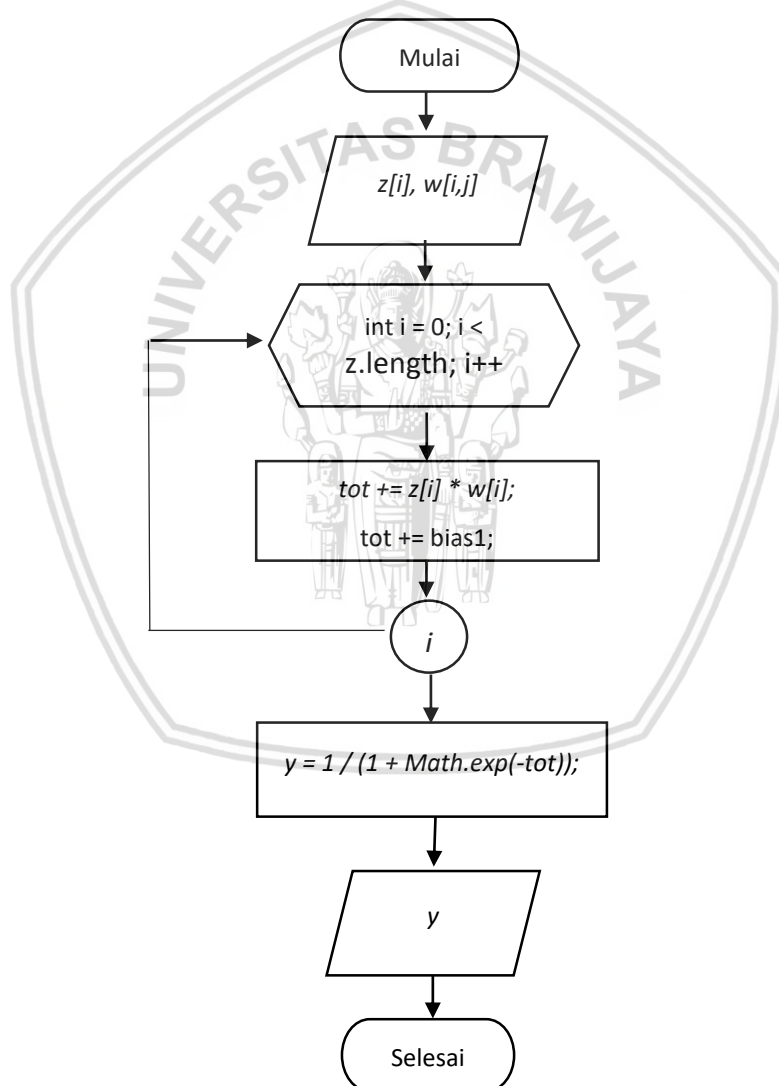 Mulai
UNIVERSITAS BRAWIJAYA
z[i], w[i,j]
int i = 0; i <
z.length; i++
tot += z[i] * w[i];
tot += bias1;
i
y = 1 / (1 + Math.exp(-tot));
y
Selesai